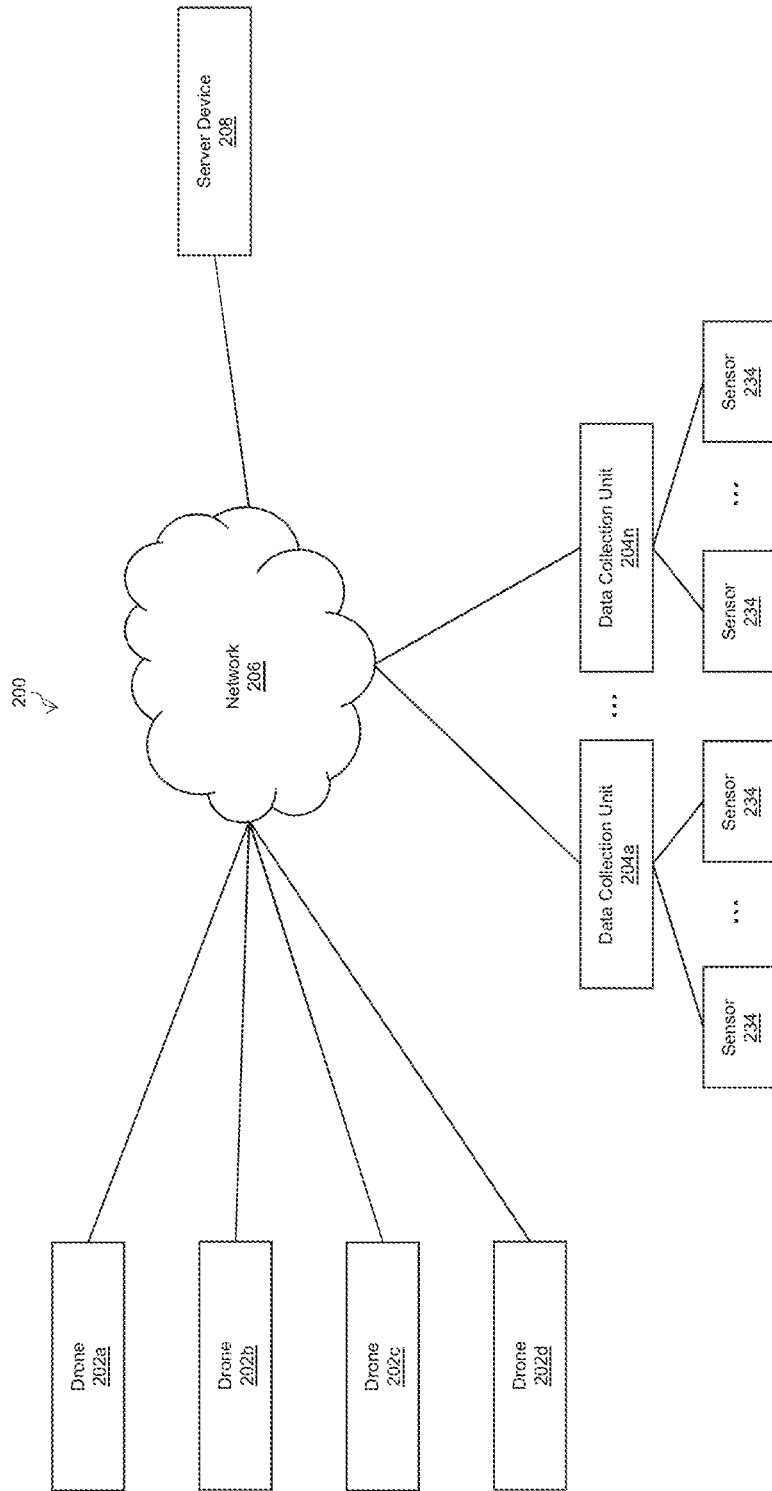 200
Drone
202a
Drone
202b
Drone
202c
Drone
202d
Network
206
Server Device
208
Data Collection Unit
204a
...
Data Collection Unit
204n
Sensor
234
...
Sensor
234
Sensor
234
...
Sensor
234